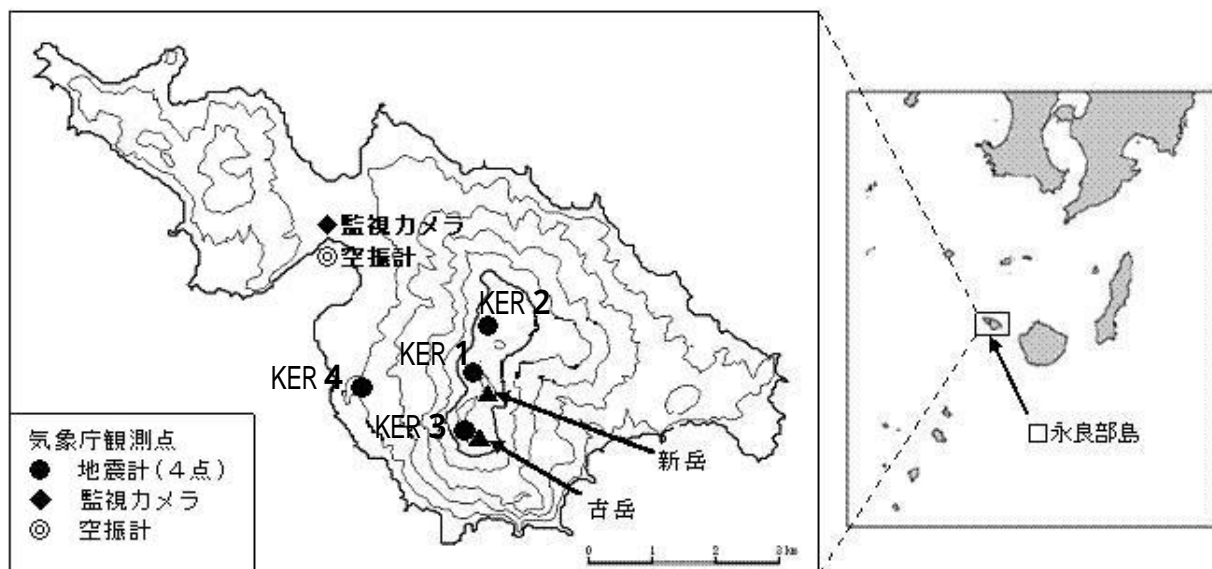 ◆監視カメラ
◎空振計
KER 2
KER 1
KER 4
KER 3
新岳
古岳
気象庁観測点
● 地震計(4点)
◆ 監視カメラ
◎ 空振計
0 1 2 3 km
□永良部島